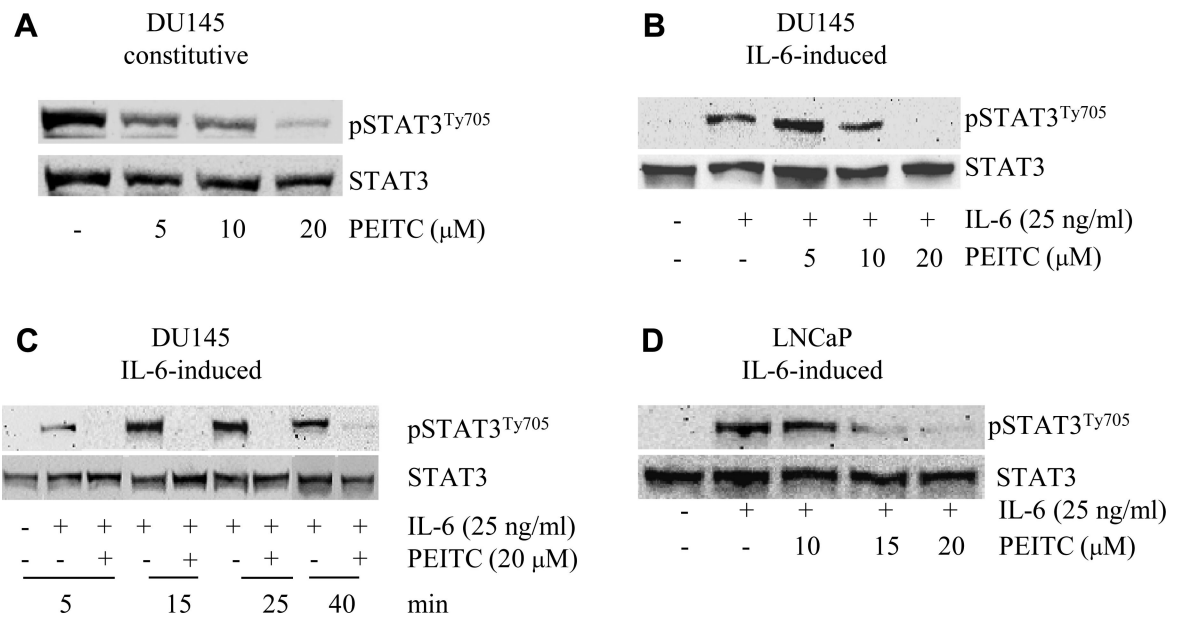 A
DU145
constitutive
pSTAT3Ty705
STAT3
- 5 10 20 PEITC (μM)
B
DU145
IL-6-induced
pSTAT3Ty705
STAT3
- + + + + IL-6 (25 ng/ml)
- - 5 10 20 PEITC (μM)
C
DU145
IL-6-induced
pSTAT3Ty705
STAT3
- + + + + + + + + IL-6 (25 ng/ml)
- - + - + - + - + PEITC (20 μM)
5 15 25 40 min
D
LNCaP
IL-6-induced
pSTAT3Ty705
STAT3
- + + + + IL-6 (25 ng/ml)
- - 10 15 20 PEITC (μM)